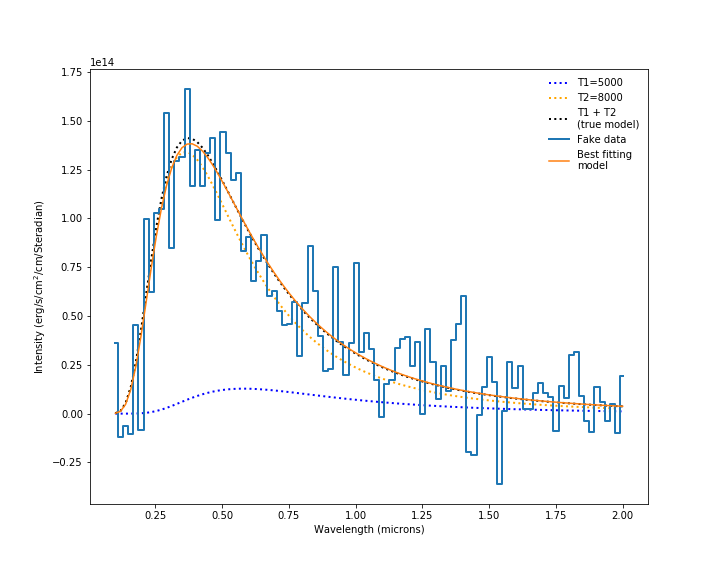 1e14
1.75
1.50
1.25
1.00
0.75
0.50
0.25
0.00
−0.25
Intensity (erg/s/cm²/cm/Steradian)
T1=5000
T2=8000
T1 + T2
(true model)
Fake data
Best fitting
model
0.25 0.50 0.75 1.00 1.25 1.50 1.75 2.00
Wavelength (microns)